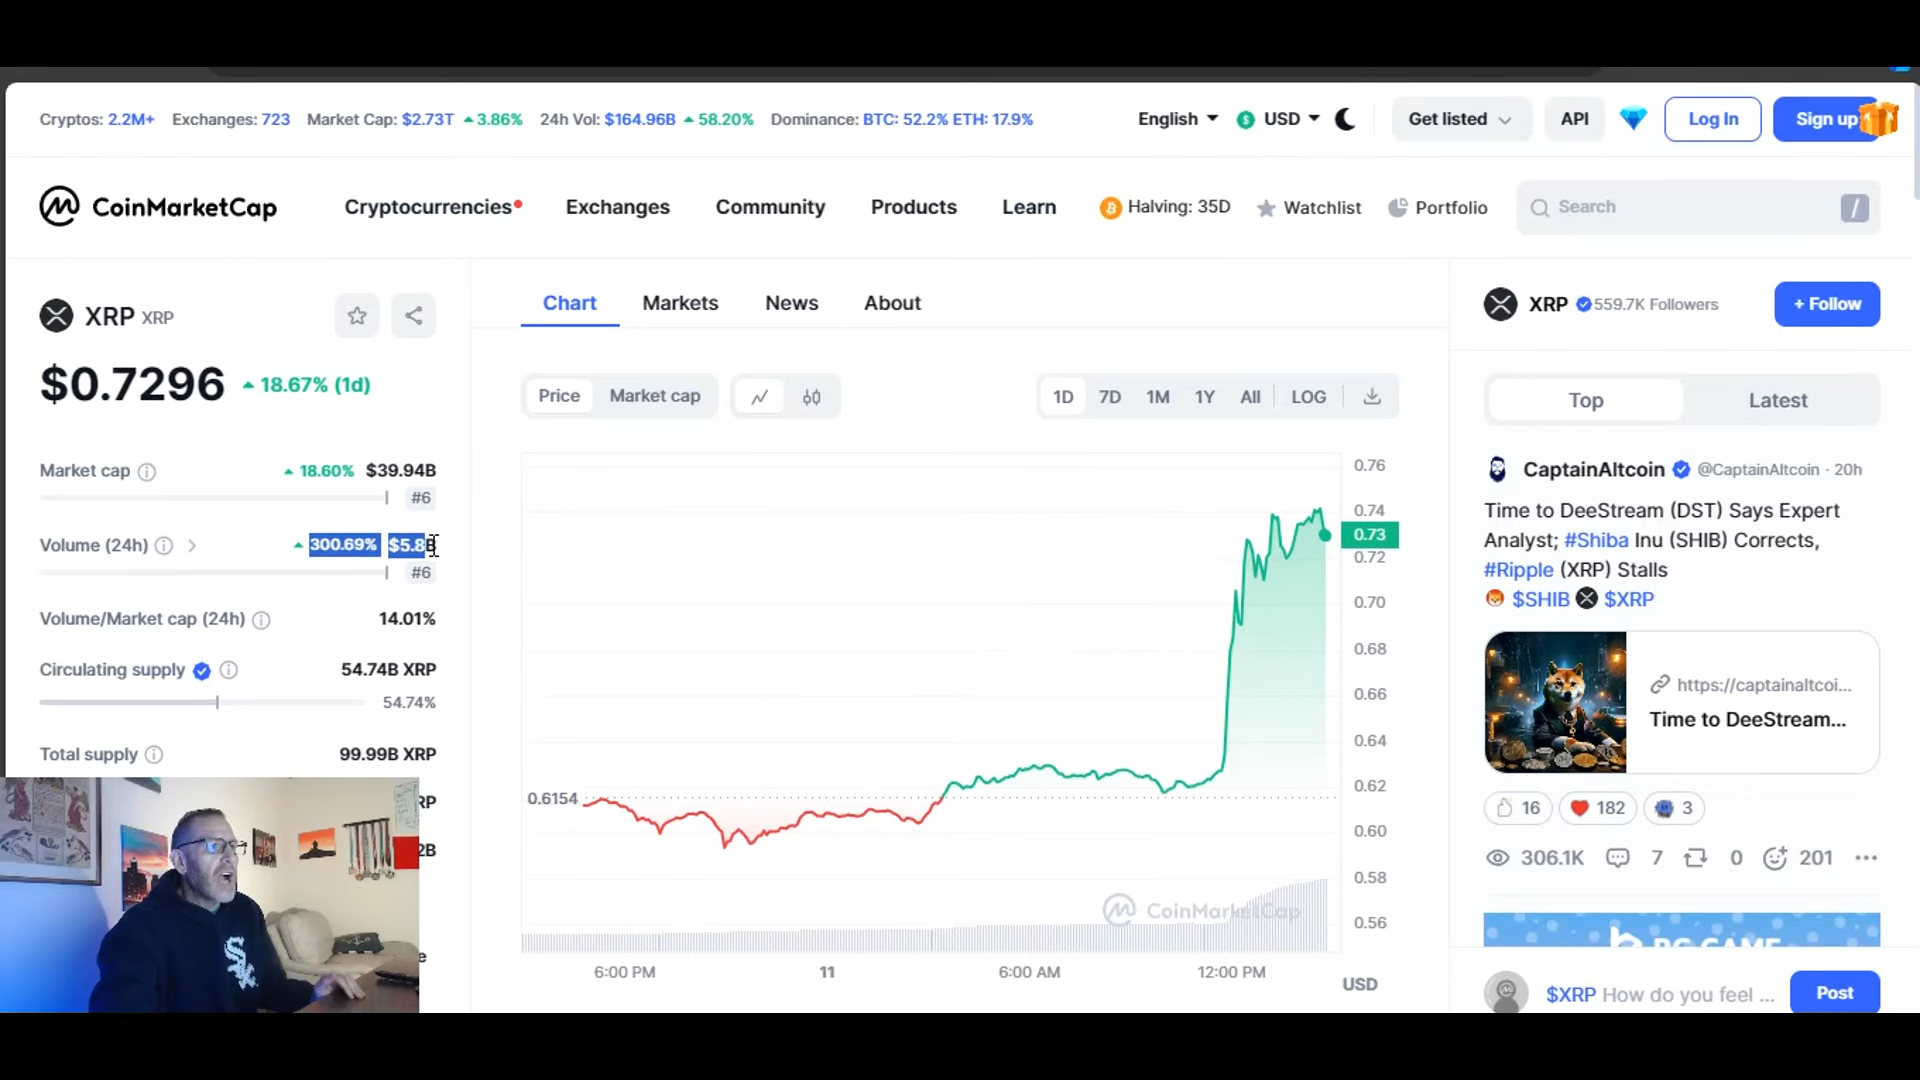 Cryptos: 2.2M+ Exchanges: 723 Market Cap: $2.73T 3.86% 24h Vol: $164.96B 58.20% Dominance: BTC: 52.2% ETH: 17.9%
English USD Get listed API Log In Sign up
CoinMarketCap Cryptocurrencies Exchanges Community Products Learn Halving: 35D Watchlist Portfolio Search /
XRP XRP
$0.7296 18.67% (1d)
Market cap 18.60% $39.94B
#6
Volume (24h) 300.69% $5.8B
#6
Volume/Market cap (24h) 14.01%
Circulating supply 54.74B XRP
54.74%
Total supply 99.99B XRP
RP
2B
e
Chart Markets News About
Price Market cap 1D 7D 1M 1Y All LOG
0.76
0.74
0.73
0.72
0.70
0.68
0.66
0.64
0.62
0.6154
0.60
0.58
0.56
CoinMarketCap
6:00 PM 11 6:00 AM 12:00 PM
USD
XRP 559.7K Followers + Follow
Top Latest
CaptainAltcoin @CaptainAltcoin · 20h
Time to DeeStream (DST) Says Expert
Analyst; #Shiba Inu (SHIB) Corrects,
#Ripple (XRP) Stalls
$SHIB $XRP
https://captainaltcoi...
Time to DeeStream...
16 182 3
306.1K 7 0 201
BC.GAME
$XRP How do you feel ... Post